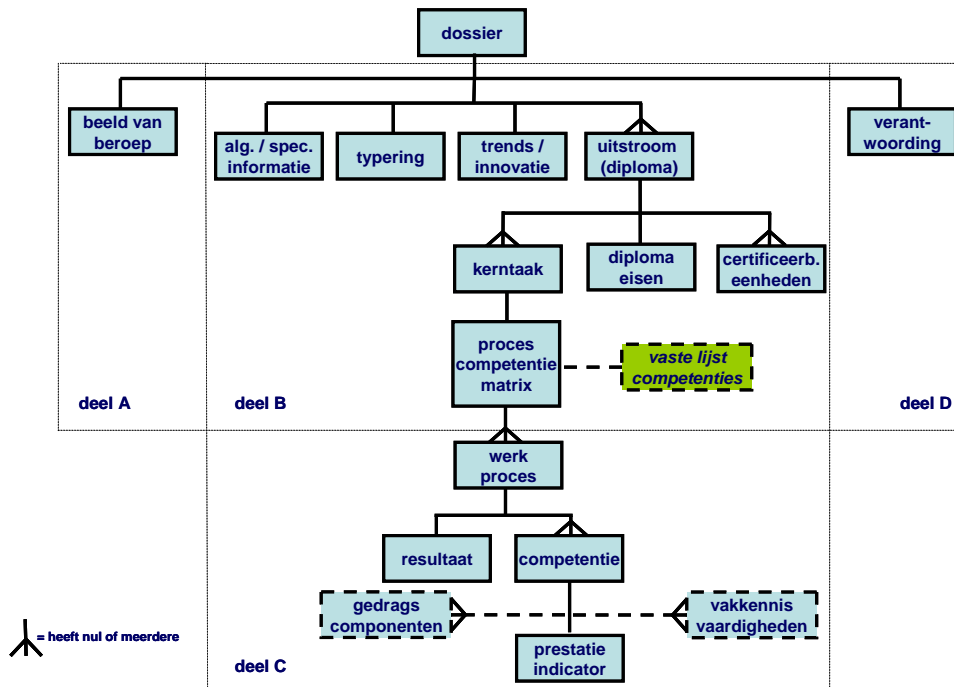 dossier
beeld van
beroep
alg. / spec.
informatie
typering
trends /
innovatie
uitstroom
(diploma)
verant-
woording
kerntaak
diploma
eisen
certificeerb.
eenheden
proces
competentie
matrix
vaste lijst
competenties
deel A
deel B
deel D
werk
proces
resultaat
competentie
gedrags
componenten
vakkennis
vaardigheden
= heeft nul of meerdere
prestatie
indicator
deel C